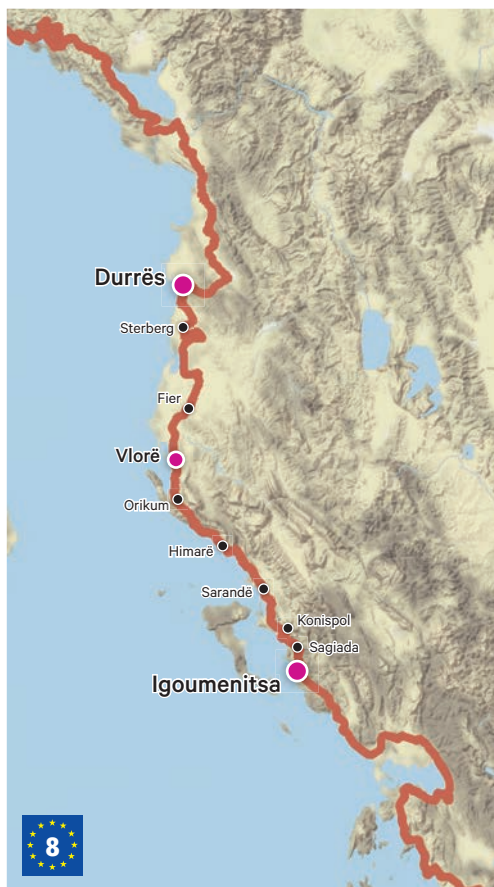 Durrës
Sterberg
Fier
Vlorë
Orikum
Himarë
Sarandë
Konispol
Sagiada
Igoumenitsa
8